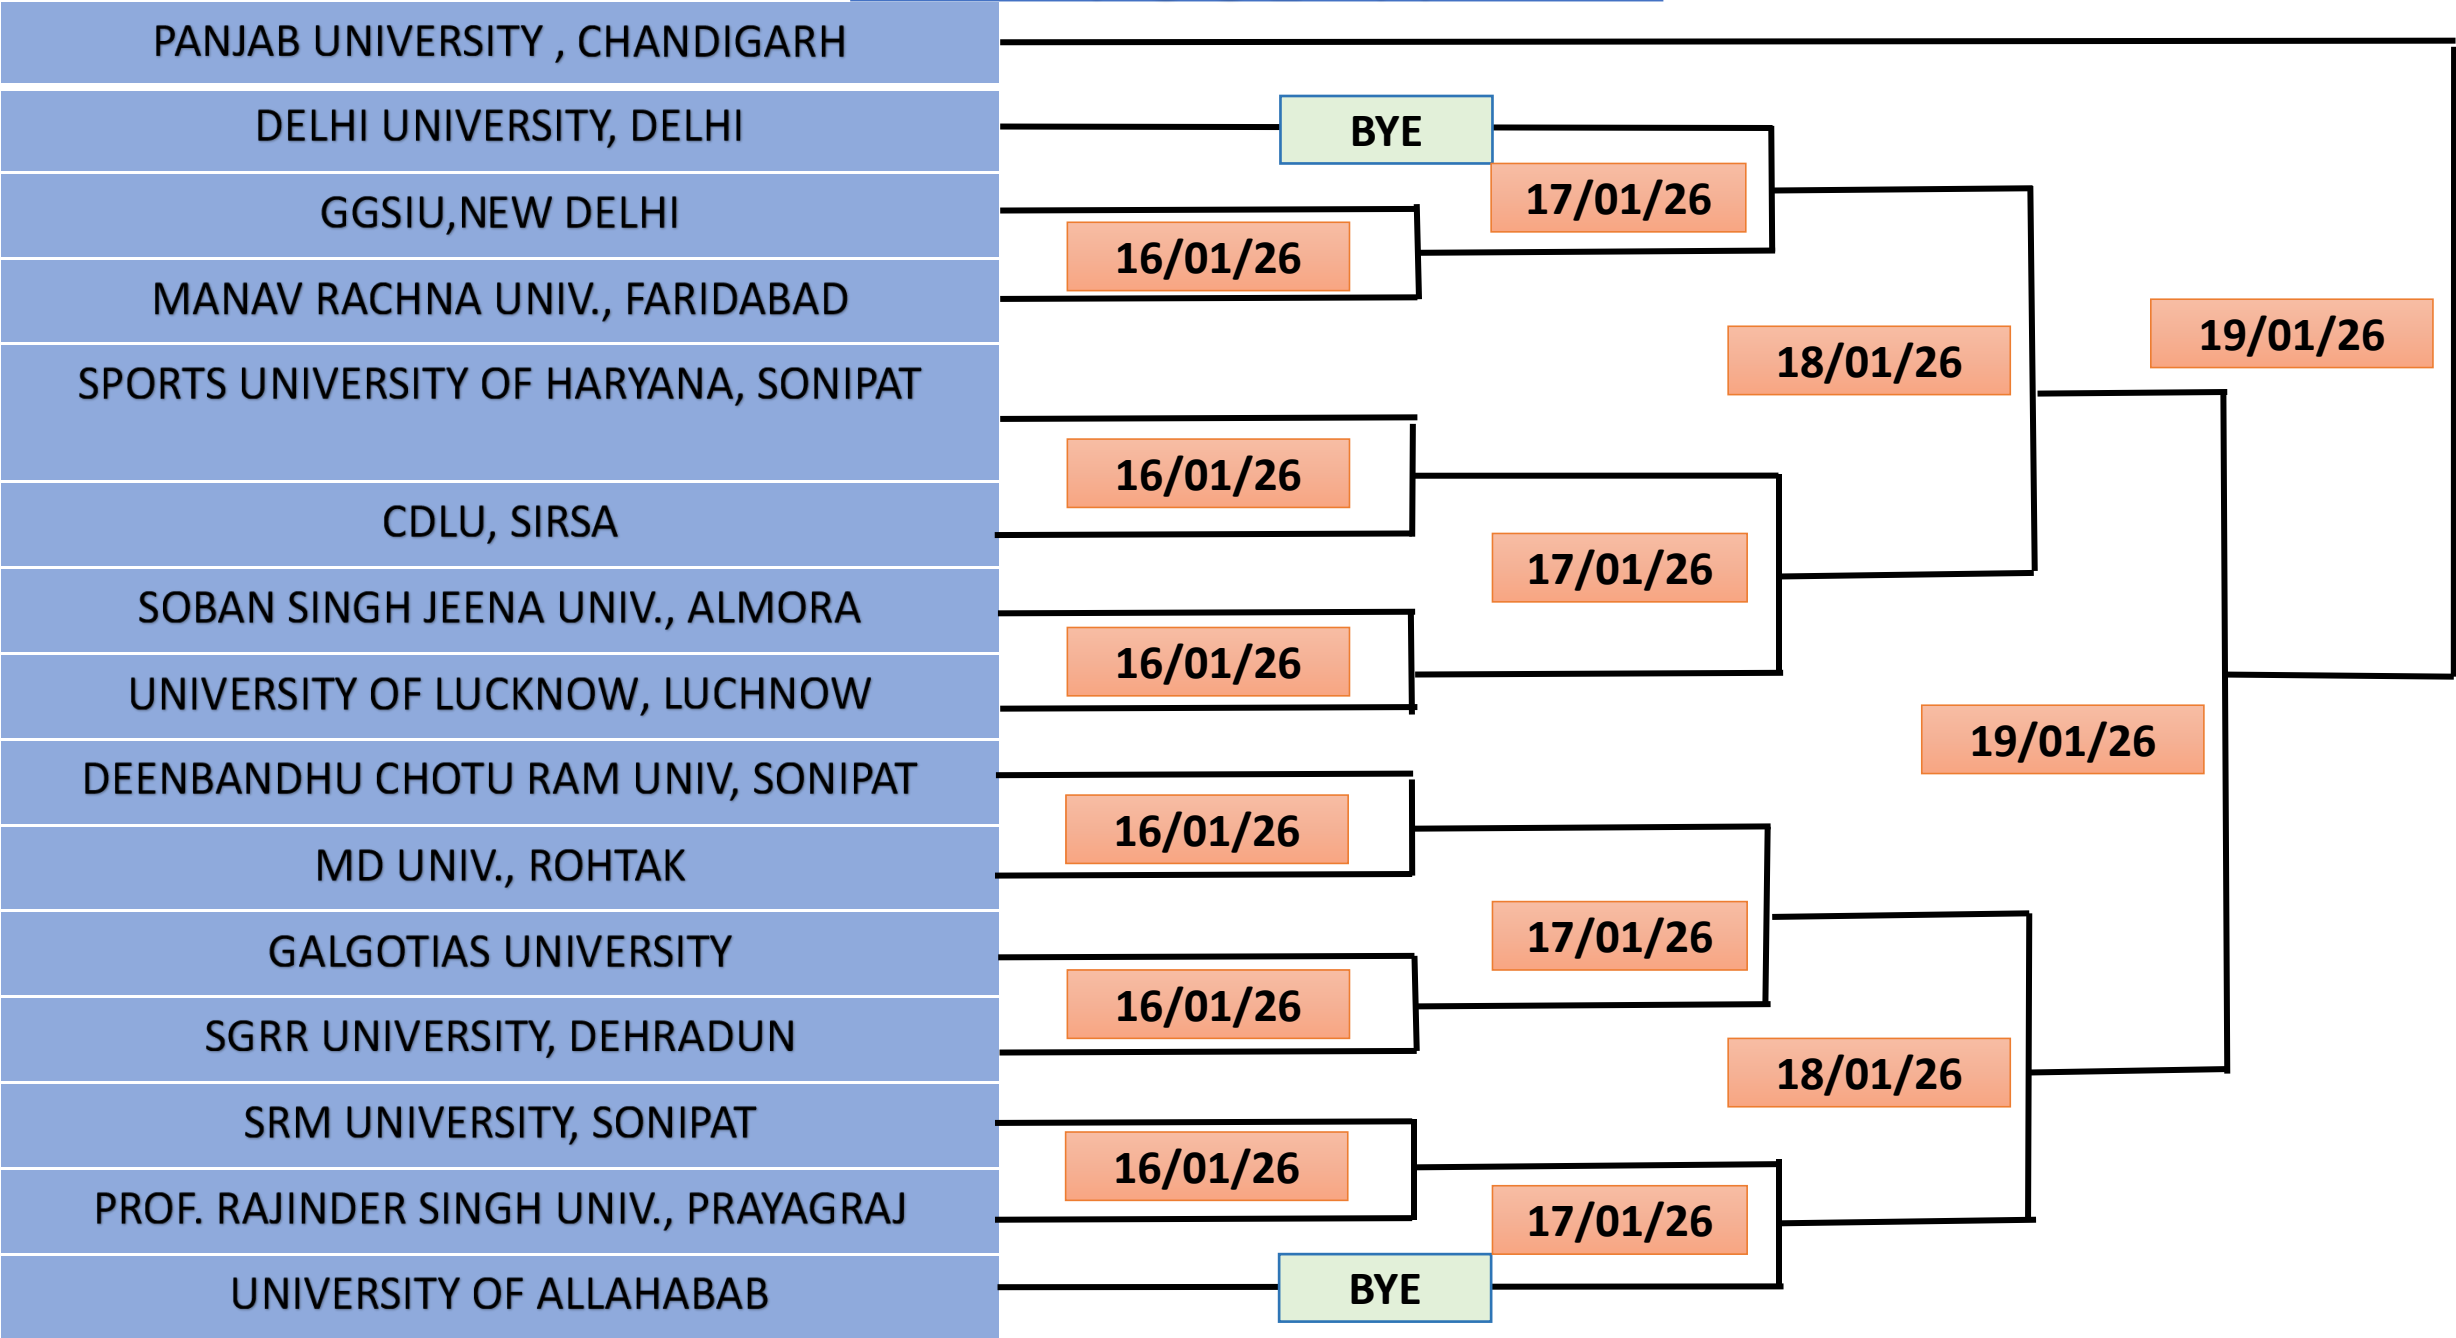 PANJAB UNIVERSITY , CHANDIGARH
DELHI UNIVERSITY, DELHI
BYE
17/01/26
GGSIU,NEW DELHI
16/01/26
MANAV RACHNA UNIV., FARIDABAD
19/01/26
18/01/26
SPORTS UNIVERSITY OF HARYANA, SONIPAT
16/01/26
CDLU, SIRSA
17/01/26
SOBAN SINGH JEENA UNIV., ALMORA
16/01/26
UNIVERSITY OF LUCKNOW, LUCHNOW
19/01/26
DEENBANDHU CHOTU RAM UNIV, SONIPAT
16/01/26
MD UNIV., ROHTAK
17/01/26
GALGOTIAS UNIVERSITY
16/01/26
SGRR UNIVERSITY, DEHRADUN
18/01/26
SRM UNIVERSITY, SONIPAT
16/01/26
PROF. RAJINDER SINGH UNIV., PRAYAGRAJ
17/01/26
UNIVERSITY OF ALLAHABAB
BYE